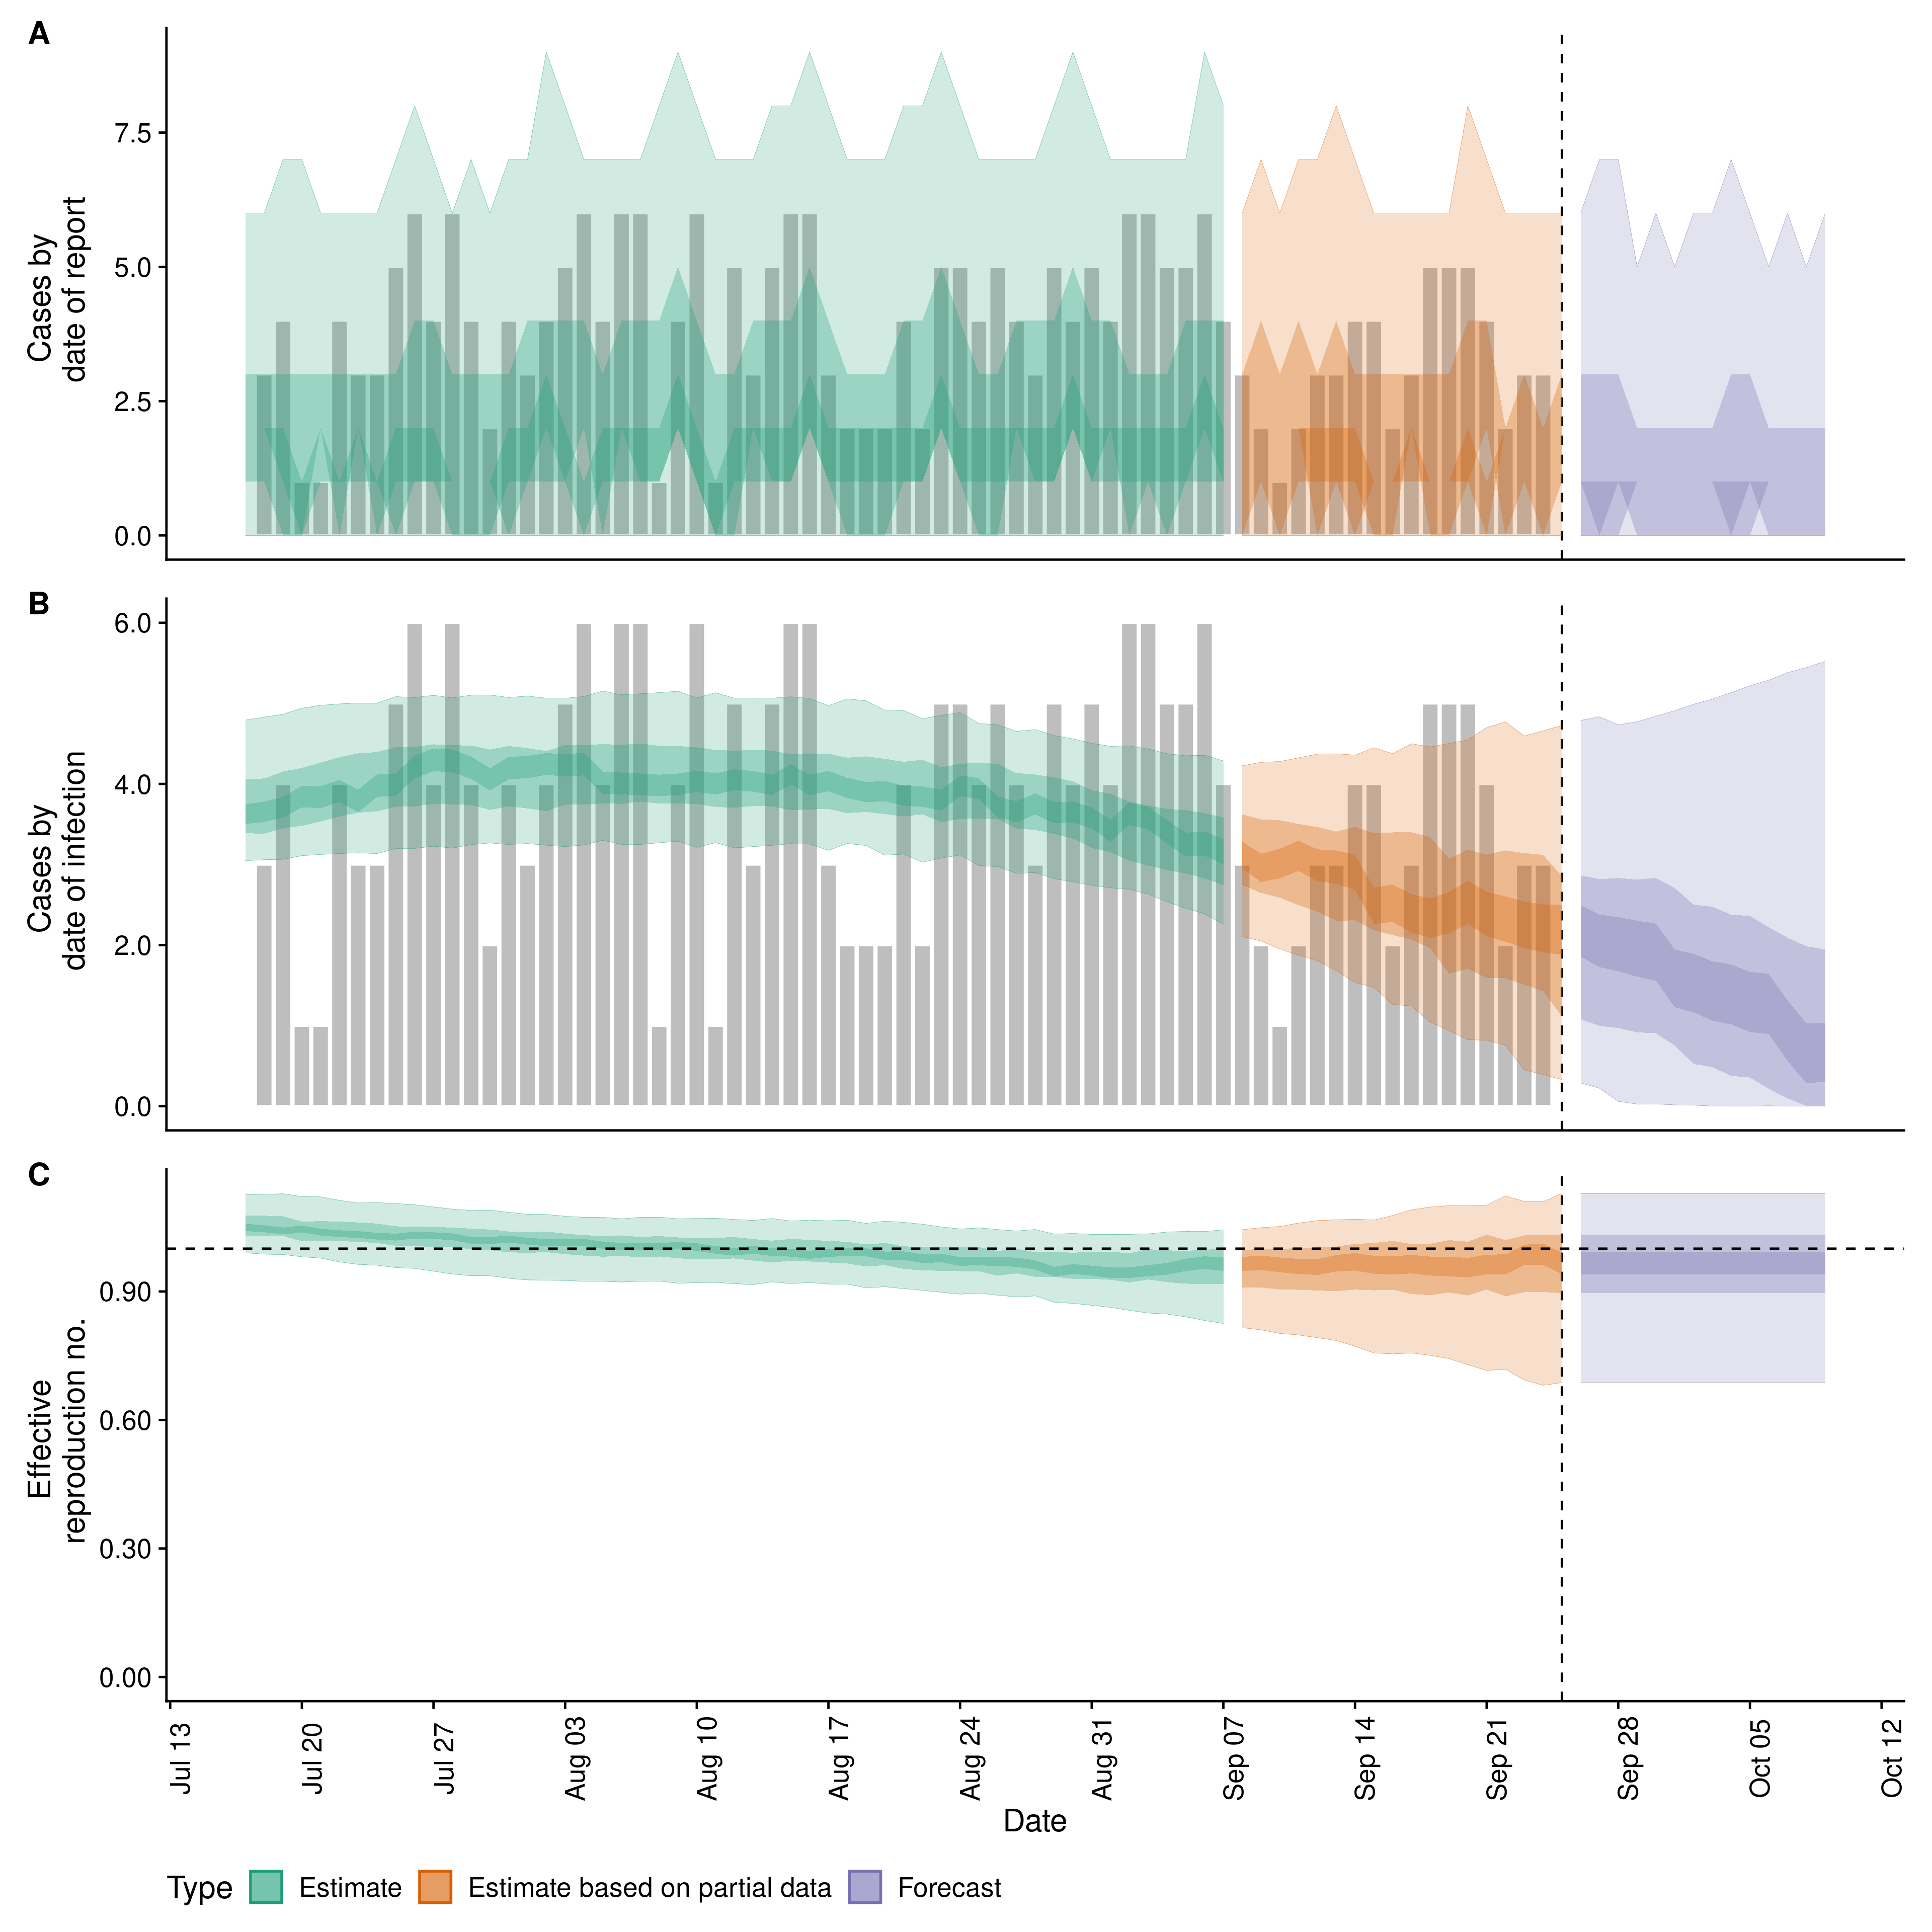 A
Cases by
date of report
7.5
5.0
2.5
0.0
B
Cases by
date of infection
6.0
4.0
2.0
0.0
C
Effective
reproduction no.
0.90
0.60
0.30
0.00
Jul 13
Jul 20
Jul 27
Aug 03
Aug 10
Aug 17
Aug 24
Aug 31
Sep 07
Sep 14
Sep 21
Sep 28
Oct 05
Oct 12
Date
Type Estimate Estimate based on partial data Forecast